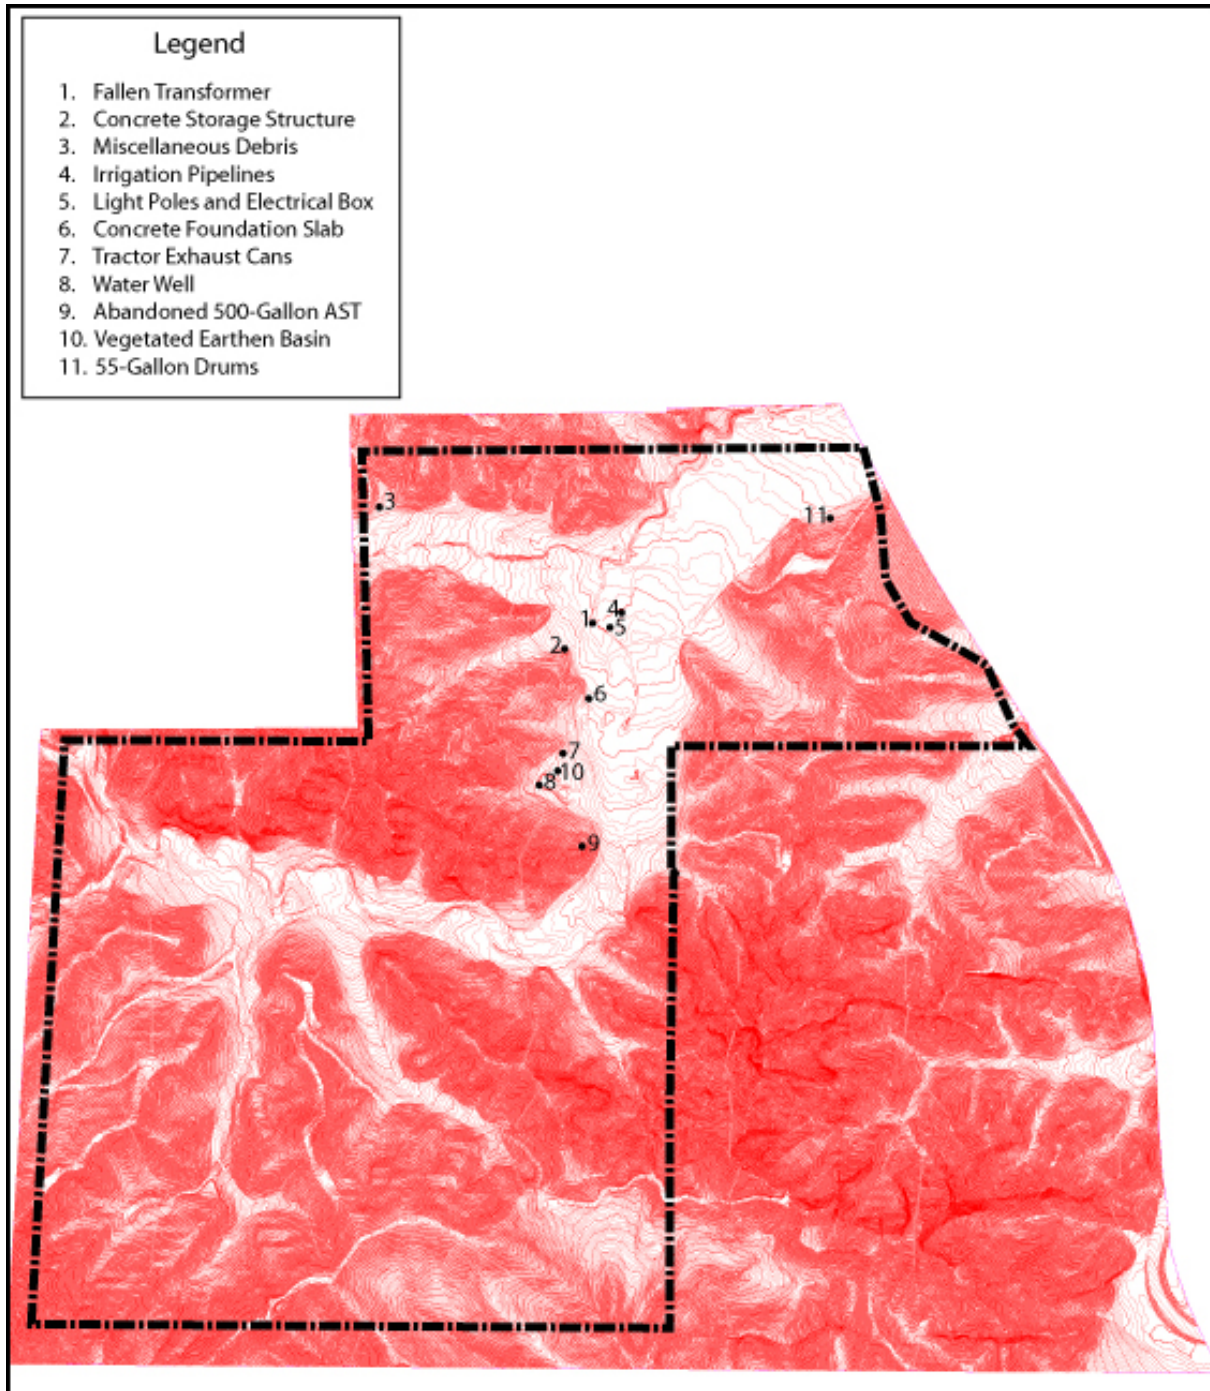 Legend
1. Fallen Transformer
2. Concrete Storage Structure
3. Miscellaneous Debris
4. Irrigation Pipelines
5. Light Poles and Electrical Box
6. Concrete Foundation Slab
7. Tractor Exhaust Cans
8. Water Well
9. Abandoned 500-Gallon AST
10. Vegetated Earthen Basin
11. 55-Gallon Drums
3
11
4
1
5
2
6
7
10
8
9